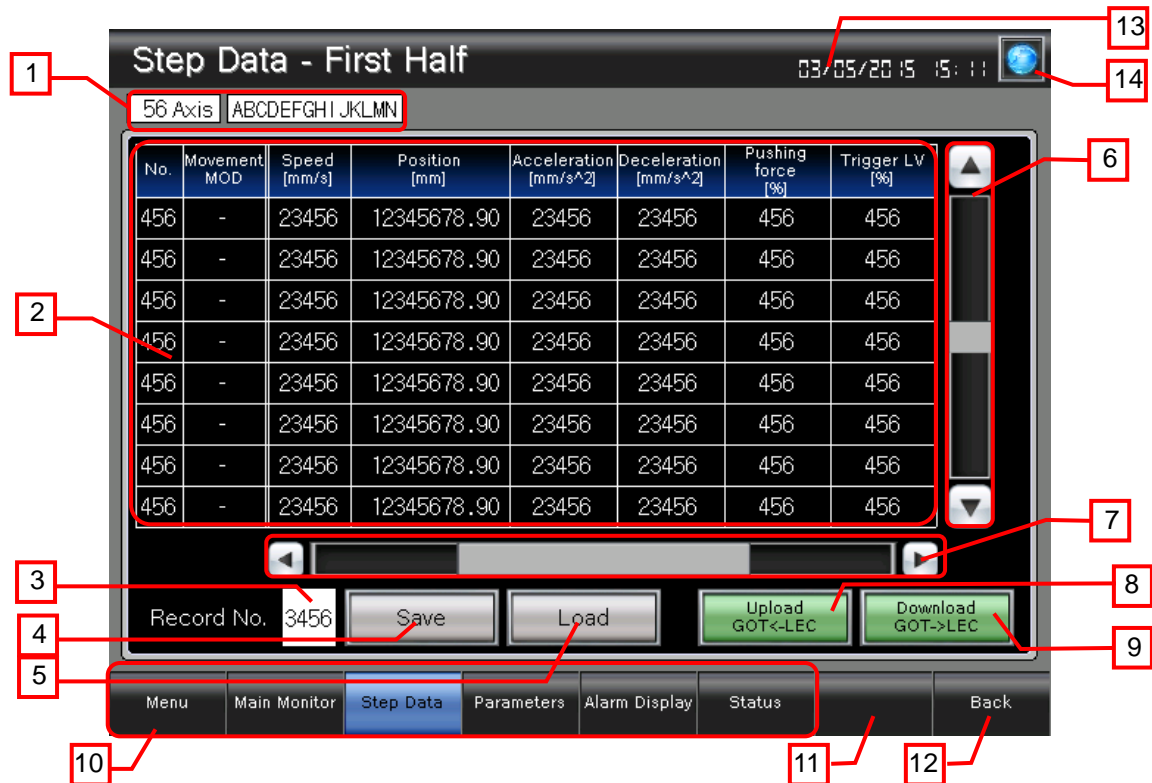 13
Step Data - First Half
03/05/2015 15:11
1
14
56 Axis ABCDEFGHIJKLMN
No. Movement MOD Speed [mm/s] Position [mm] Acceleration [mm/s^2] Deceleration [mm/s^2] Pushing force [%] Trigger LV [%]
6
456 - 23456 12345678.90 23456 23456 456 456
456 - 23456 12345678.90 23456 23456 456 456
456 - 23456 12345678.90 23456 23456 456 456
2
456 - 23456 12345678.90 23456 23456 456 456
456 - 23456 12345678.90 23456 23456 456 456
456 - 23456 12345678.90 23456 23456 456 456
456 - 23456 12345678.90 23456 23456 456 456
456 - 23456 12345678.90 23456 23456 456 456
7
3
8
Record No. 3456 Save Load Upload GOT<-LEC Download GOT->LEC
4
9
5
Menu Main Monitor Step Data Parameters Alarm Display Status Back
10 11 12